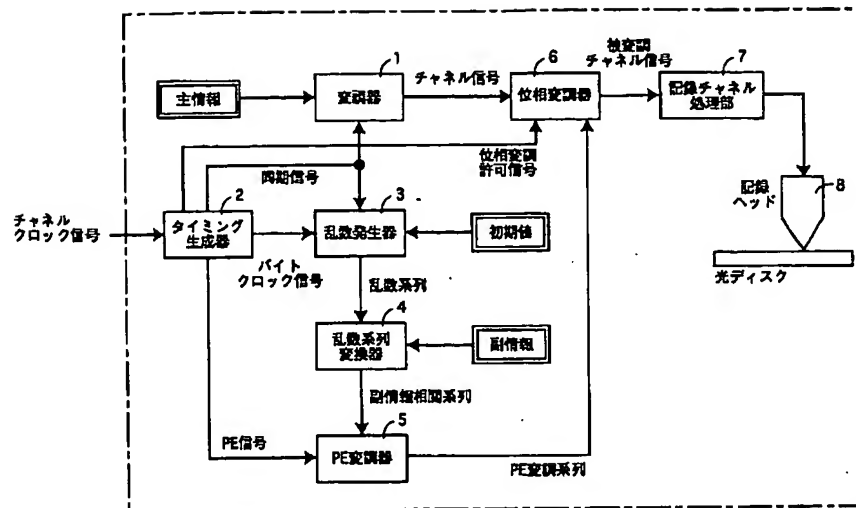 1
変調器
主情報
チャネル信号
6
位相変調器
被変調
チャネル信号
7
記録チャネル
処理部
位相変調
許可信号
同期信号
2
タイミング
生成器
チャネル
クロック信号
3
乱数発生器
初期値
バイト
クロック信号
乱数系列
記録
ヘッド
8
光ディスク
4
乱数系列
変換器
副情報
副情報相関系列
PE信号
5
PE変調器
PE変調系列